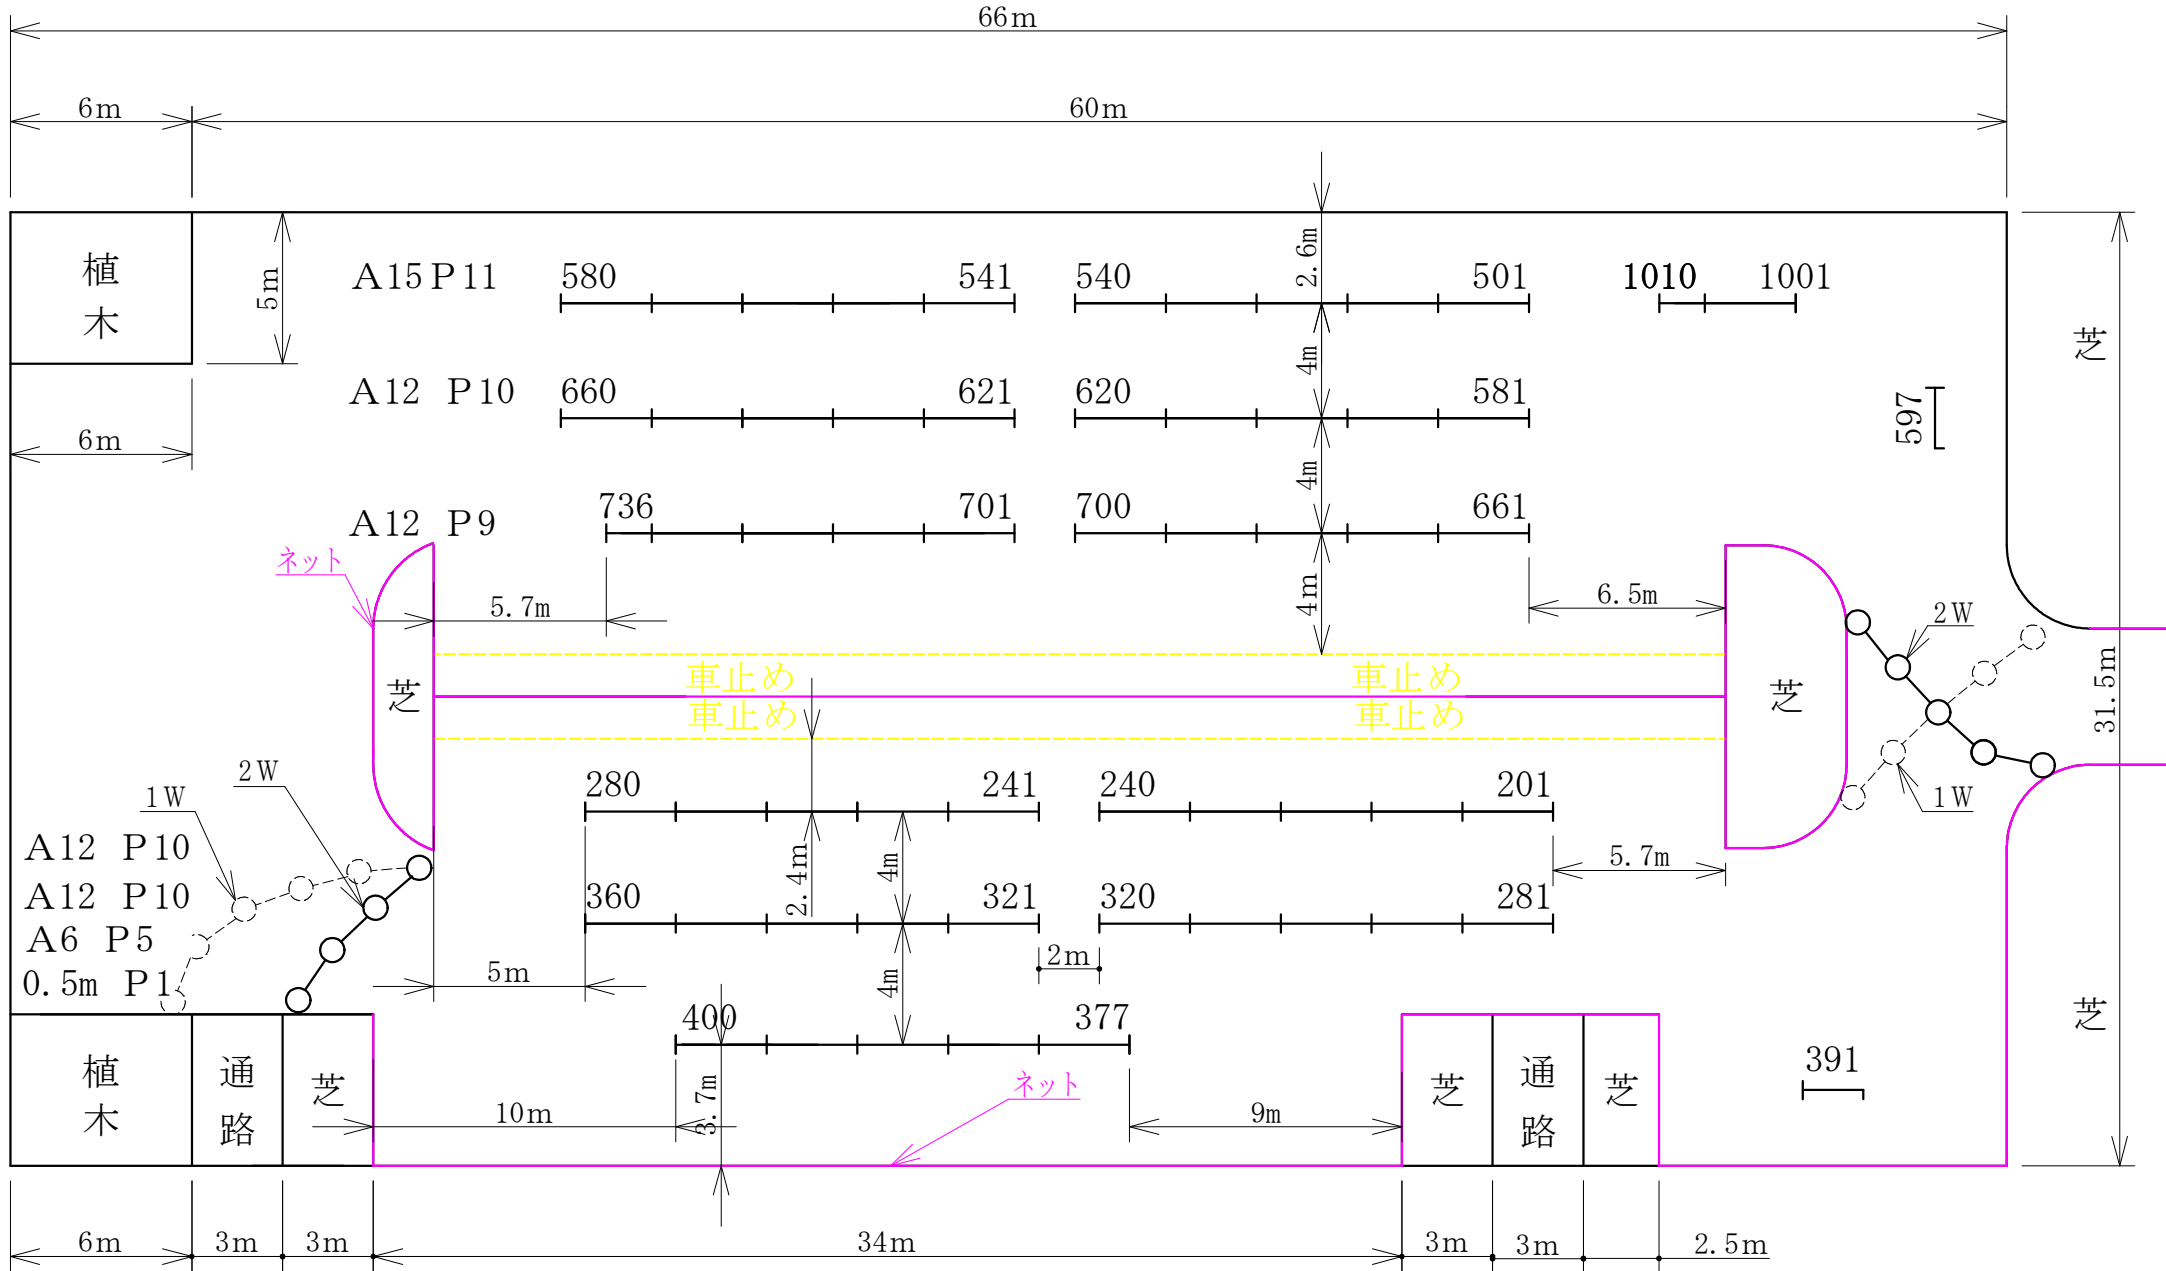 66m
6m
60m
植木
5m
A15 P11
580
541
540
501
2.6m
1010
1001
芝
A12 P10
660
621
620
581
4m
597
6m
A12 P9
736
701
700
661
4m
ネット
5.7m
4m
6.5m
2W
芝
車止め
車止め
車止め
車止め
芝
31.5m
1W
2W
1W
280
241
240
201
A12 P10
2.4m
4m
5.7m
A12 P10
360
321
320
281
A6 P5
0.5m P1
5m
4m
2m
芝
400
377
植木
通路
芝
3.7m
ネット
芝
通路
芝
391
10m
9m
6m
3m
3m
34m
3m
3m
2.5m